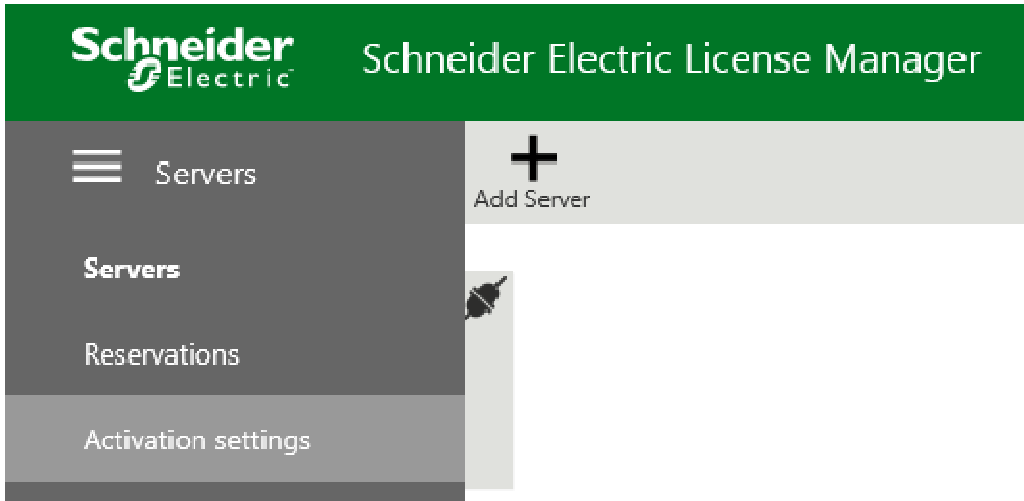 Schneider
Electric
Schneider Electric License Manager
Servers
Add Server
Servers
Reservations
Activation settings